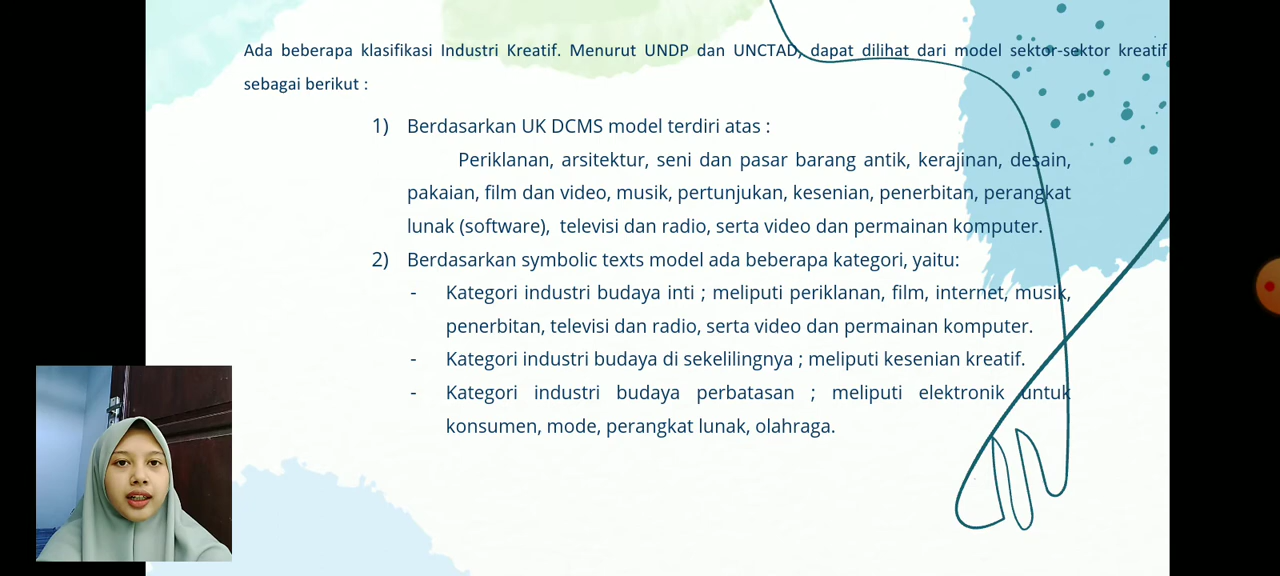 Ada beberapa klasifikasi Industri Kreatif. Menurut UNDP dan UNCTAD, dapat dilihat dari model sektor-sektor kreatif
sebagai berikut :
1) Berdasarkan UK DCMS model terdiri atas :
Periklanan, arsitektur, seni dan pasar barang antik, kerajinan, desain,
pakaian, film dan video, musik, pertunjukan, kesenian, penerbitan, perangkat
lunak (software), televisi dan radio, serta video dan permainan komputer.
2) Berdasarkan symbolic texts model ada beberapa kategori, yaitu:
- Kategori industri budaya inti ; meliputi periklanan, film, internet, musik,
penerbitan, televisi dan radio, serta video dan permainan komputer.
- Kategori industri budaya di sekelilingnya ; meliputi kesenian kreatif.
- Kategori industri budaya perbatasan ; meliputi elektronik untuk
konsumen, mode, perangkat lunak, olahraga.